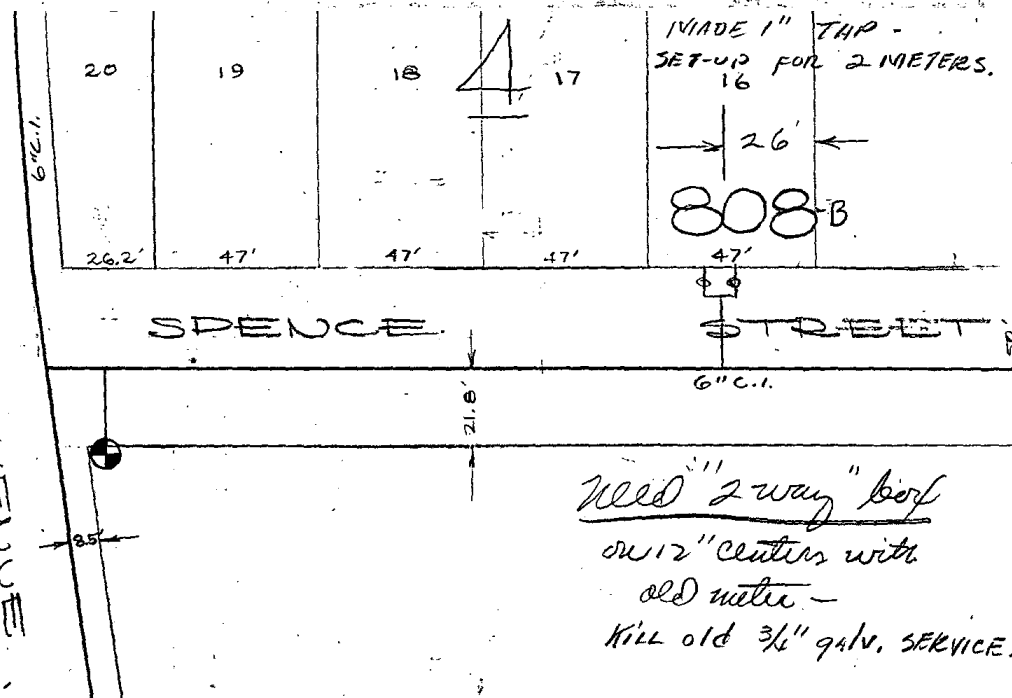 MADE 1" TAP -
SET-UP FOR 2 METERS.
20
19
18
4
17
16
6" C.I.
26'
808-B
26.2'
47'
47'
47'
47'
SPENCE STREET
6" C.I.
21.8'
8.5'
Need "2 way" box
on 12" centers with
old meter -
KILL old 3/4" galv. SERVICE.